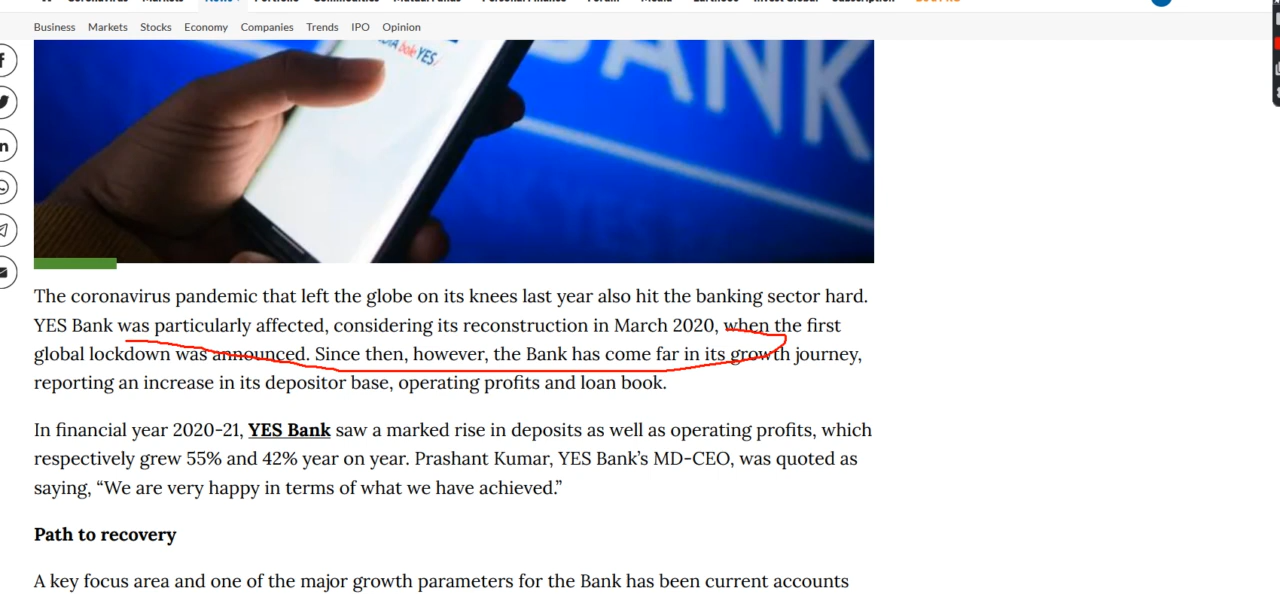 Business Markets Stocks Economy Companies Trends IPO Opinion
bole YES
BANK
The coronavirus pandemic that left the globe on its knees last year also hit the banking sector hard.
YES Bank was particularly affected, considering its reconstruction in March 2020, when the first
global lockdown was announced. Since then, however, the Bank has come far in its growth journey,
reporting an increase in its depositor base, operating profits and loan book.
In financial year 2020-21, YES Bank saw a marked rise in deposits as well as operating profits, which
respectively grew 55% and 42% year on year. Prashant Kumar, YES Bank’s MD-CEO, was quoted as
saying, “We are very happy in terms of what we have achieved.”
Path to recovery
A key focus area and one of the major growth parameters for the Bank has been current accounts